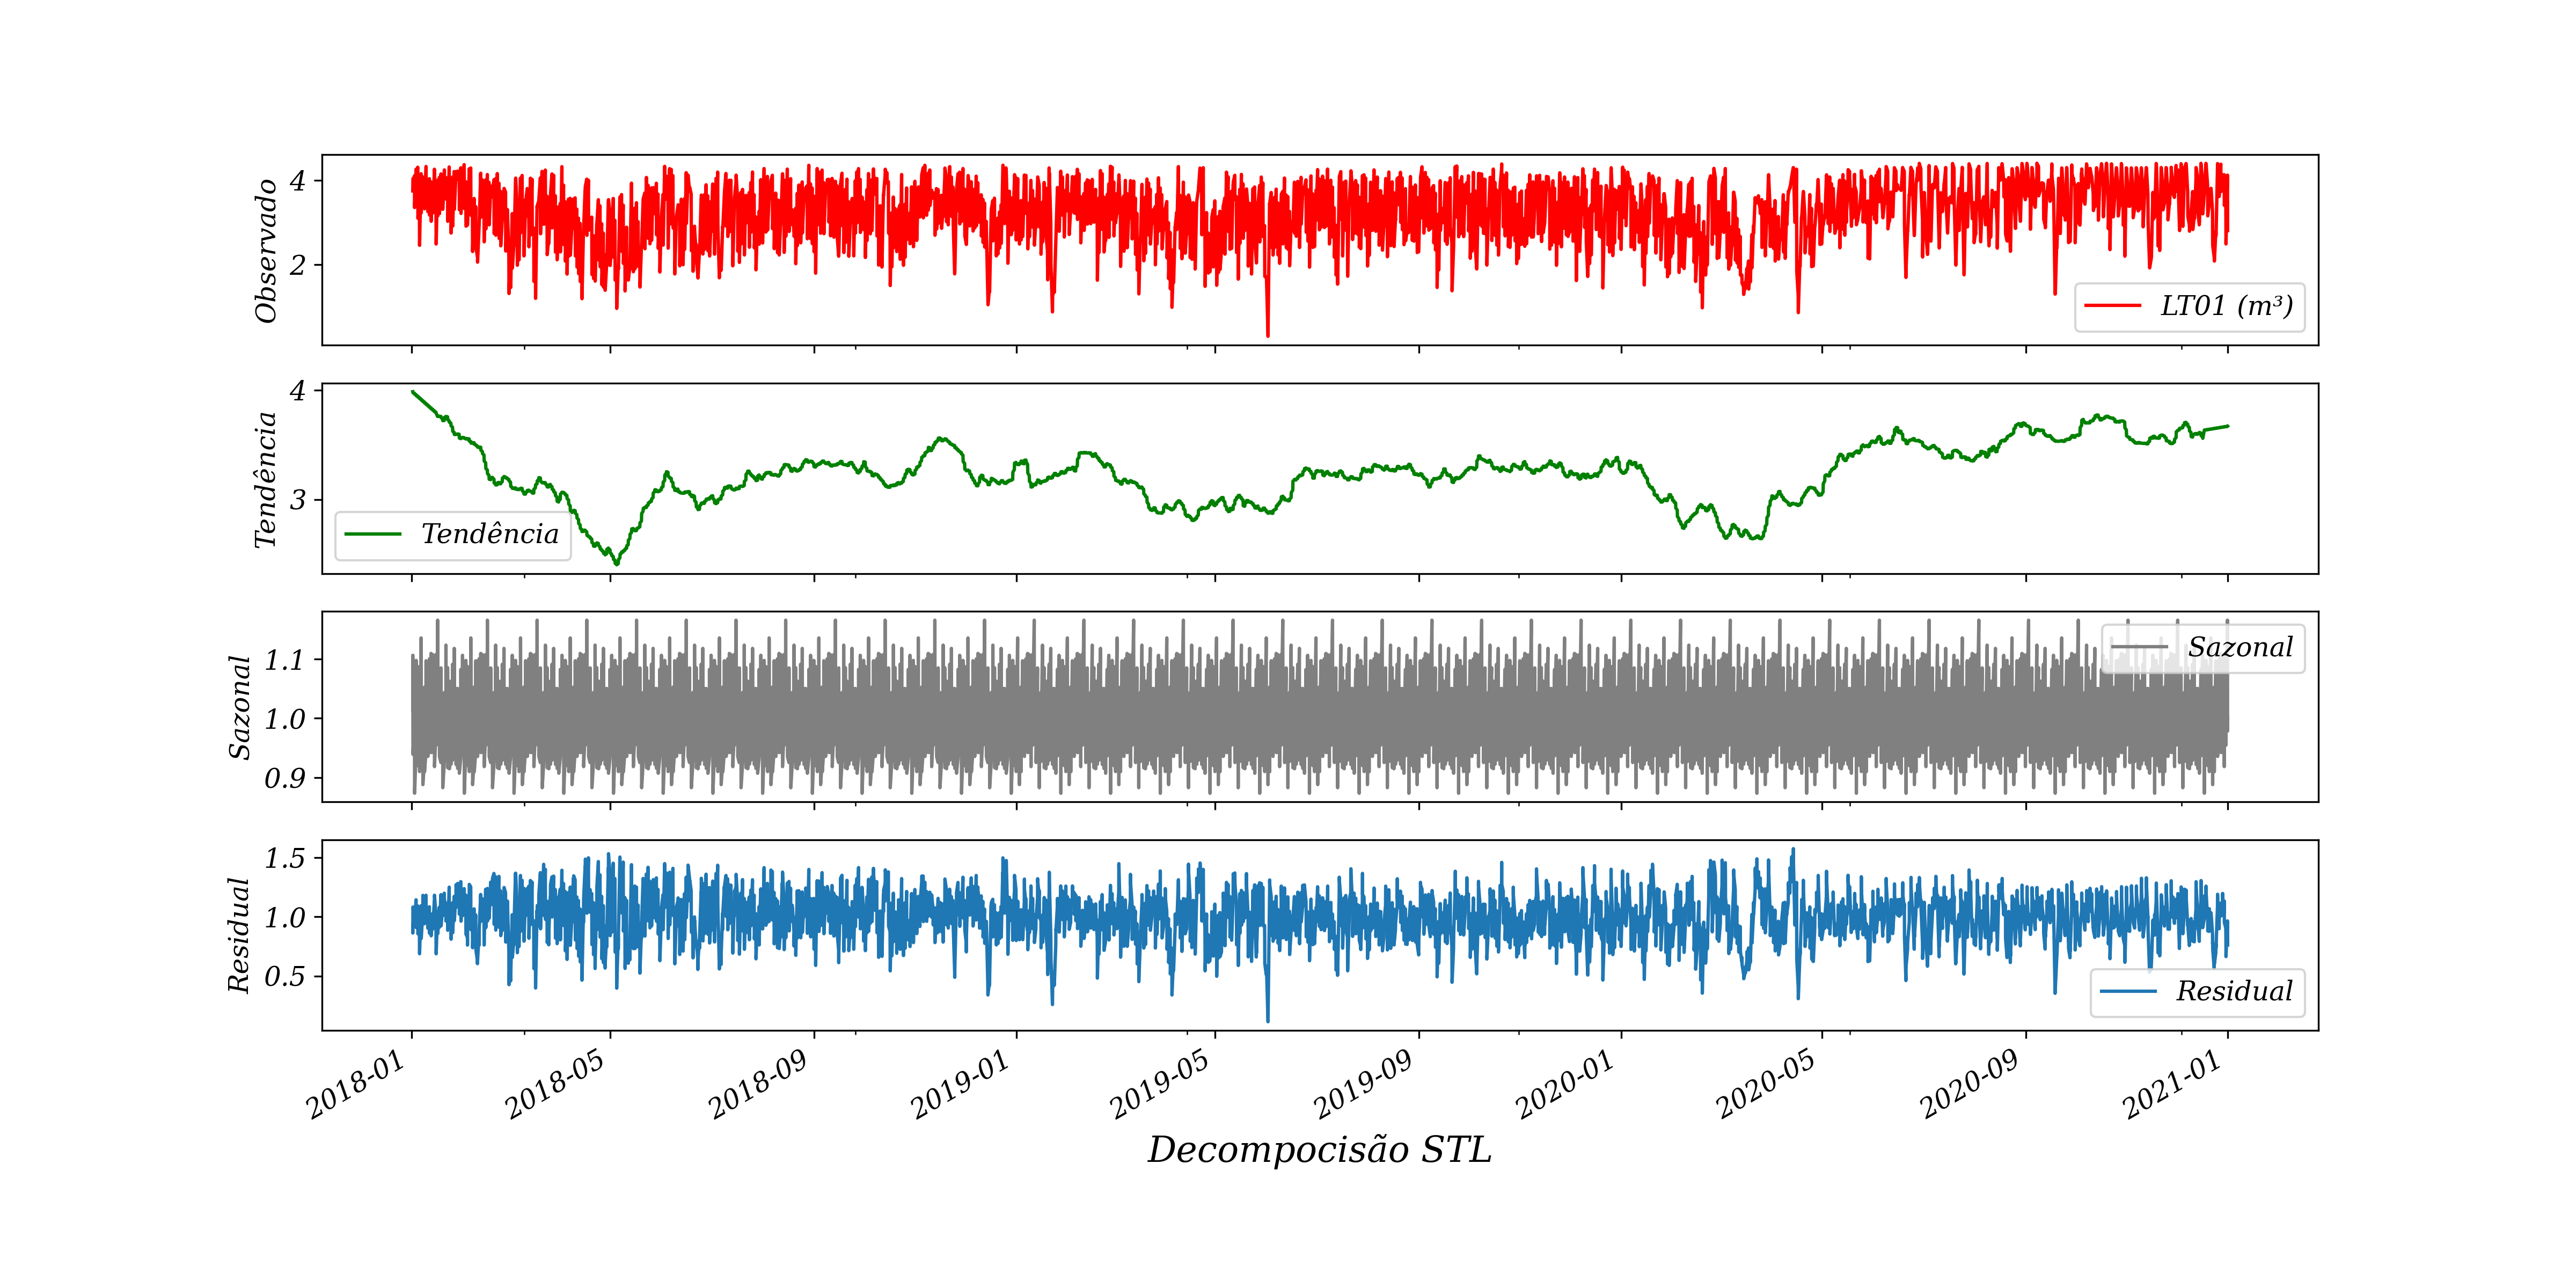 Observado
4
2
LT01 (m³)
Tendência
4
3
Tendência
Sazonal
1.1
1.0
0.9
Sazonal
Residual
1.5
1.0
0.5
Residual
2018-01
2018-05
2018-09
2019-01
2019-05
2019-09
2020-01
2020-05
2020-09
2021-01
Decompocisão STL